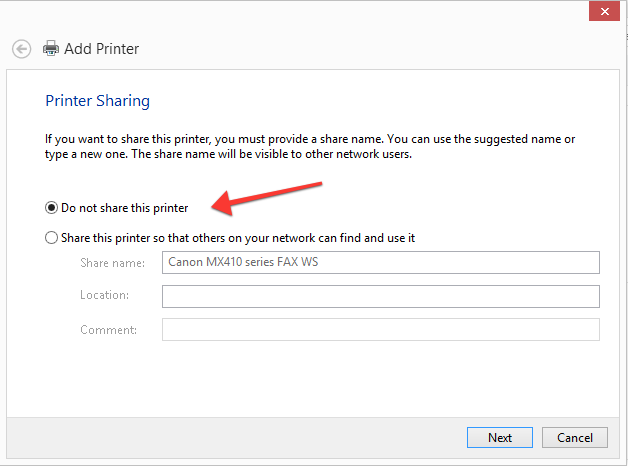 Add Printer
Printer Sharing
If you want to share this printer, you must provide a share name. You can use the suggested name or
type a new one. The share name will be visible to other network users.
Do not share this printer
Share this printer so that others on your network can find and use it
Share name: Canon MX410 series FAX WS
Location:
Comment:
Next Cancel